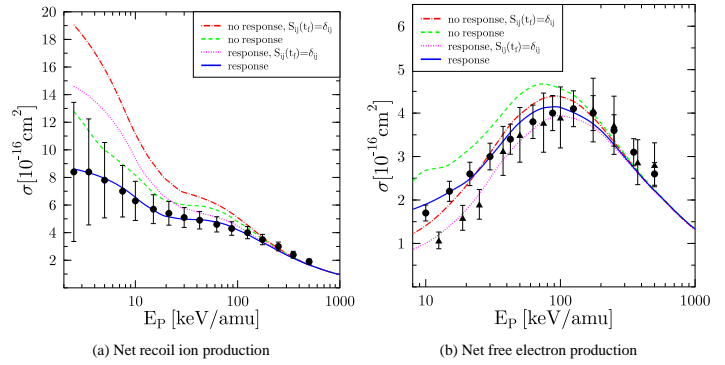 no response, S_ij(t_f)=δ_ij
no response
response, S_ij(t_f)=δ_ij
response
20
18
16
14
12
10
8
6
4
2
σ[10^-16 cm^2]
10 100 1000
E_P [keV/amu]
(a) Net recoil ion production
no response, S_ij(t_f)=δ_ij
no response
response, S_ij(t_f)=δ_ij
response
6
5
4
3
2
1
σ[10^-16 cm^2]
10 100 1000
E_P [keV/amu]
(b) Net free electron production